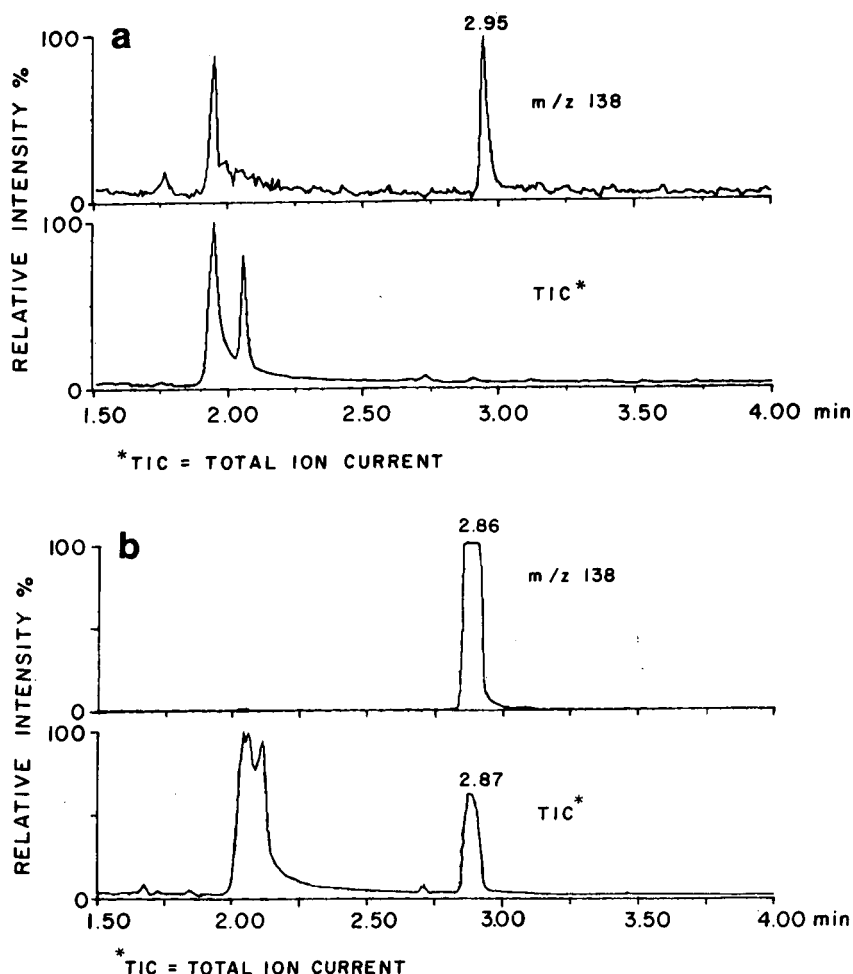 a
2.95
100
m/z 138
0
100
TIC*
0
RELATIVE INTENSITY %
1.50 2.00 2.50 3.00 3.50 4.00 min
*TIC = TOTAL ION CURRENT
b
2.86
100
m/z 138
0
100
2.87
TIC*
0
RELATIVE INTENSITY %
1.50 2.00 2.50 3.00 3.50 4.00 min
*TIC = TOTAL ION CURRENT